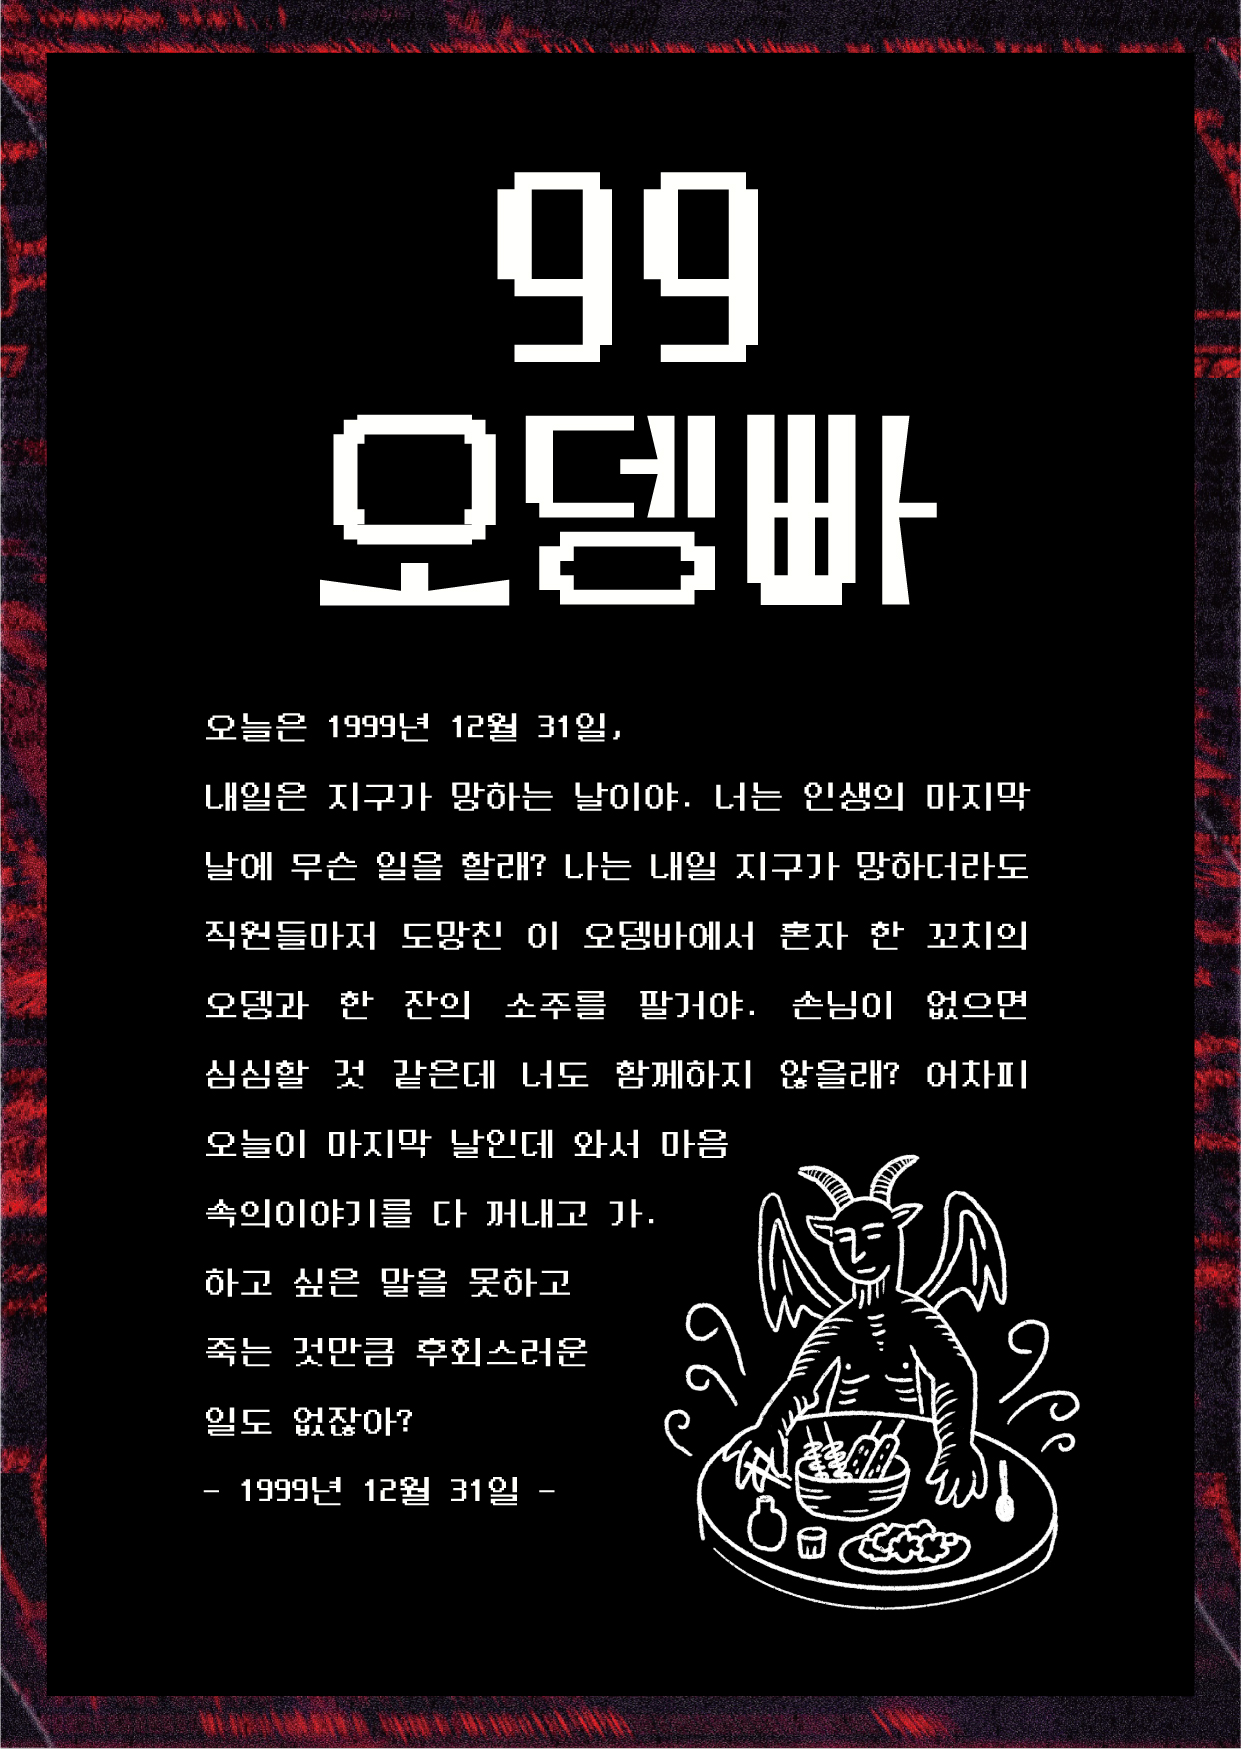 99
오뎅빠
오늘은 1999년 12월 31일,
내일은 지구가 망하는 날이야. 너는 인생의 마지막
날에 무슨 일을 할래? 나는 내일 지구가 망하더라도
직원들마저 도망친 이 오뎅바에서 혼자 한 꼬치의
오뎅과 한 잔의 소주를 팔거야. 손님이 없으면
심심할 것 같은데 너도 함께하지 않을래? 어차피
오늘이 마지막 날인데 와서 마음
속의이야기를 다 꺼내고 가.
하고 싶은 말을 못하고
죽는 것만큼 후회스러운
일도 없잖아?
- 1999년 12월 31일 -